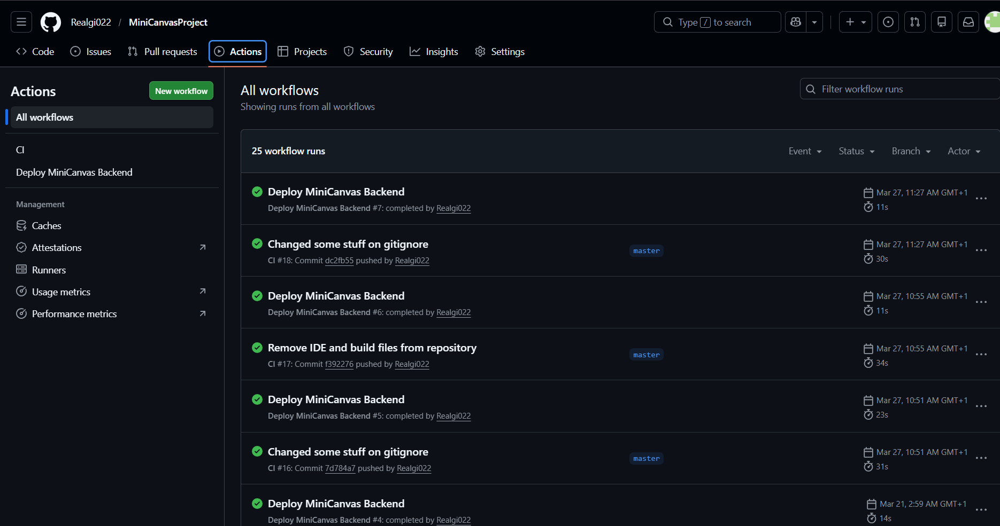 Realgi022 / MiniCanvasProject
Type / to search
Code
Issues
Pull requests
Actions
Projects
Security
Insights
Settings
Actions
New workflow
All workflows
CI
Deploy MiniCanvas Backend
Management
Caches
Attestations
Runners
Usage metrics
Performance metrics
All workflows
Showing runs from all workflows
Filter workflow runs
25 workflow runs
Event
Status
Branch
Actor
Deploy MiniCanvas Backend
Deploy MiniCanvas Backend #7: completed by Realgi022
Mar 27, 11:27 AM GMT+1
11s
Changed some stuff on gitignore
CI #18: Commit dc2fb55 pushed by Realgi022
master
Mar 27, 11:27 AM GMT+1
30s
Deploy MiniCanvas Backend
Deploy MiniCanvas Backend #6: completed by Realgi022
Mar 27, 10:55 AM GMT+1
11s
Remove IDE and build files from repository
CI #17: Commit f392276 pushed by Realgi022
master
Mar 27, 10:55 AM GMT+1
34s
Deploy MiniCanvas Backend
Deploy MiniCanvas Backend #5: completed by Realgi022
Mar 27, 10:51 AM GMT+1
23s
Changed some stuff on gitignore
CI #16: Commit 7d784a7 pushed by Realgi022
master
Mar 27, 10:51 AM GMT+1
31s
Deploy MiniCanvas Backend
Deploy MiniCanvas Backend #4: completed by Realgi022
Mar 21, 2:59 AM GMT+1
14s